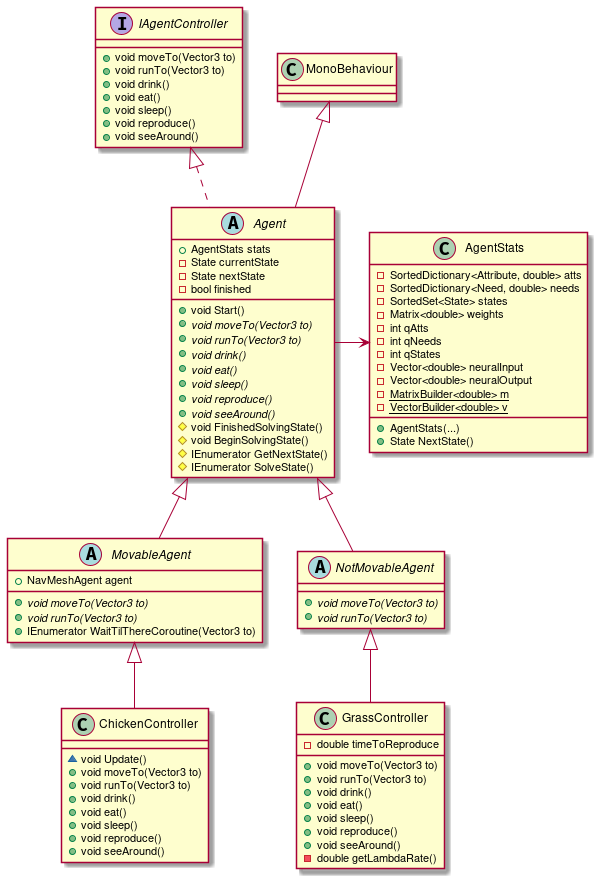 I IAgentController
void moveTo(Vector3 to)
void runTo(Vector3 to)
void drink()
void eat()
void sleep()
void reproduce()
void seeAround()
C MonoBehaviour
A Agent
AgentStats stats
State currentState
State nextState
bool finished
void Start()
void moveTo(Vector3 to)
void runTo(Vector3 to)
void drink()
void eat()
void sleep()
void reproduce()
void seeAround()
void FinishedSolvingState()
void BeginSolvingState()
IEnumerator GetNextState()
IEnumerator SolveState()
C AgentStats
SortedDictionary<Attribute, double> atts
SortedDictionary<Need, double> needs
SortedSet<State> states
Matrix<double> weights
int qAtts
int qNeeds
int qStates
Vector<double> neuralInput
Vector<double> neuralOutput
MatrixBuilder<double> m
VectorBuilder<double> v
AgentStats(...)
State NextState()
A MovableAgent
NavMeshAgent agent
void moveTo(Vector3 to)
void runTo(Vector3 to)
IEnumerator WaitTilThereCoroutine(Vector3 to)
A NotMovableAgent
void moveTo(Vector3 to)
void runTo(Vector3 to)
C ChickenController
void Update()
void moveTo(Vector3 to)
void runTo(Vector3 to)
void drink()
void eat()
void sleep()
void reproduce()
void seeAround()
C GrassController
double timeToReproduce
void moveTo(Vector3 to)
void runTo(Vector3 to)
void drink()
void eat()
void sleep()
void reproduce()
void seeAround()
double getLambdaRate()